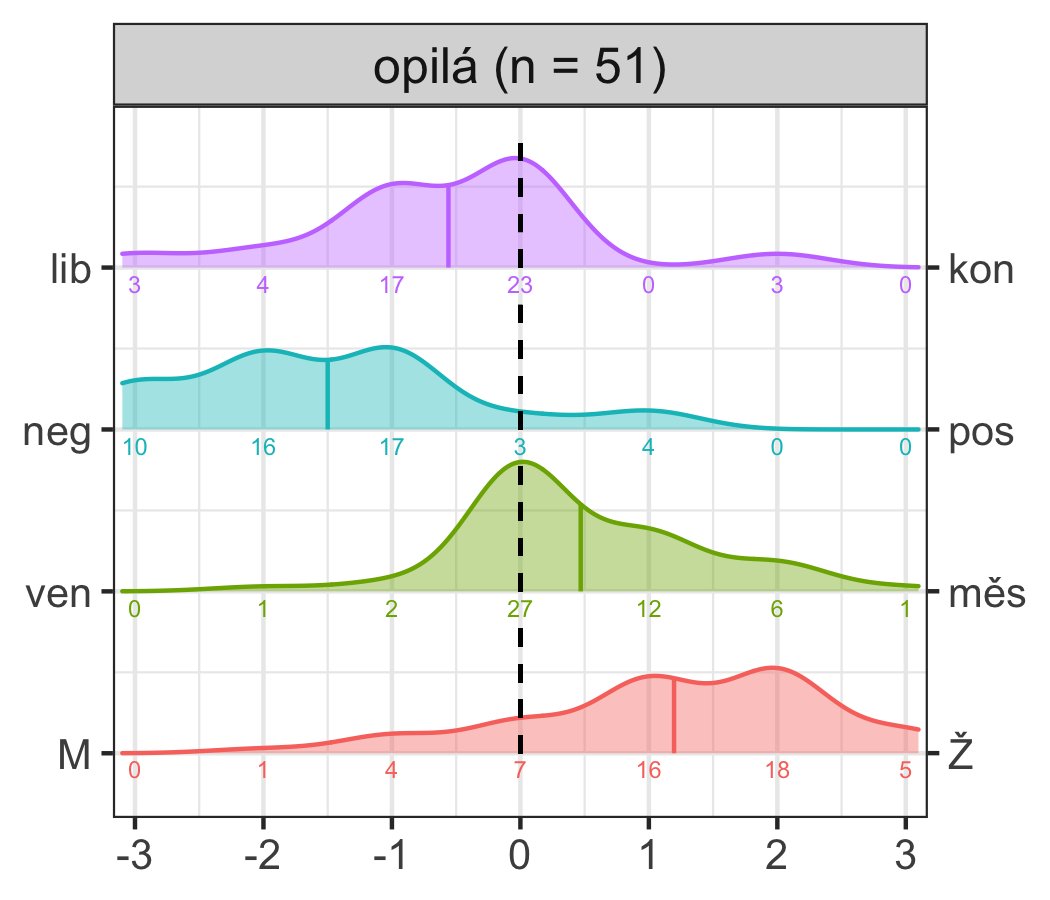 opilá (n = 51)
lib kon
3 4 17 23 0 3 0
neg pos
10 16 17 3 4 0 0
ven měs
0 1 2 27 12 6 1
M Ž
0 1 4 7 16 18 5
-3 -2 -1 0 1 2 3